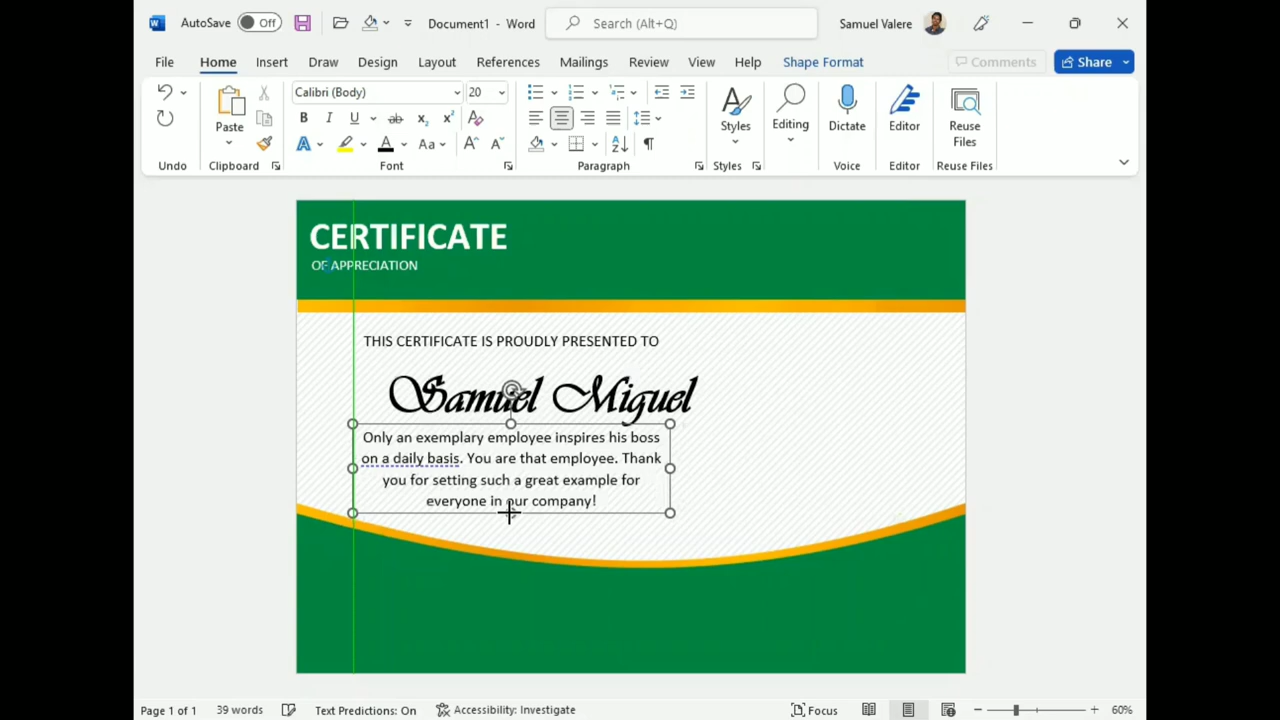 AutoSave Off Document1 - Word Search (Alt+Q) Samuel Valere
File Home Insert Draw Design Layout References Mailings Review View Help Shape Format Comments Share
Calibri (Body) 20
Paste Styles Editing Dictate Editor Reuse Files
Undo Clipboard Font Paragraph Styles Voice Editor Reuse Files
CERTIFICATE
OF APPRECIATION
THIS CERTIFICATE IS PROUDLY PRESENTED TO
Samuel Miguel
Only an exemplary employee inspires his boss
on a daily basis. You are that employee. Thank
you for setting such a great example for
everyone in our company!
Page 1 of 1 39 words Text Predictions: On Accessibility: Investigate Focus 60%